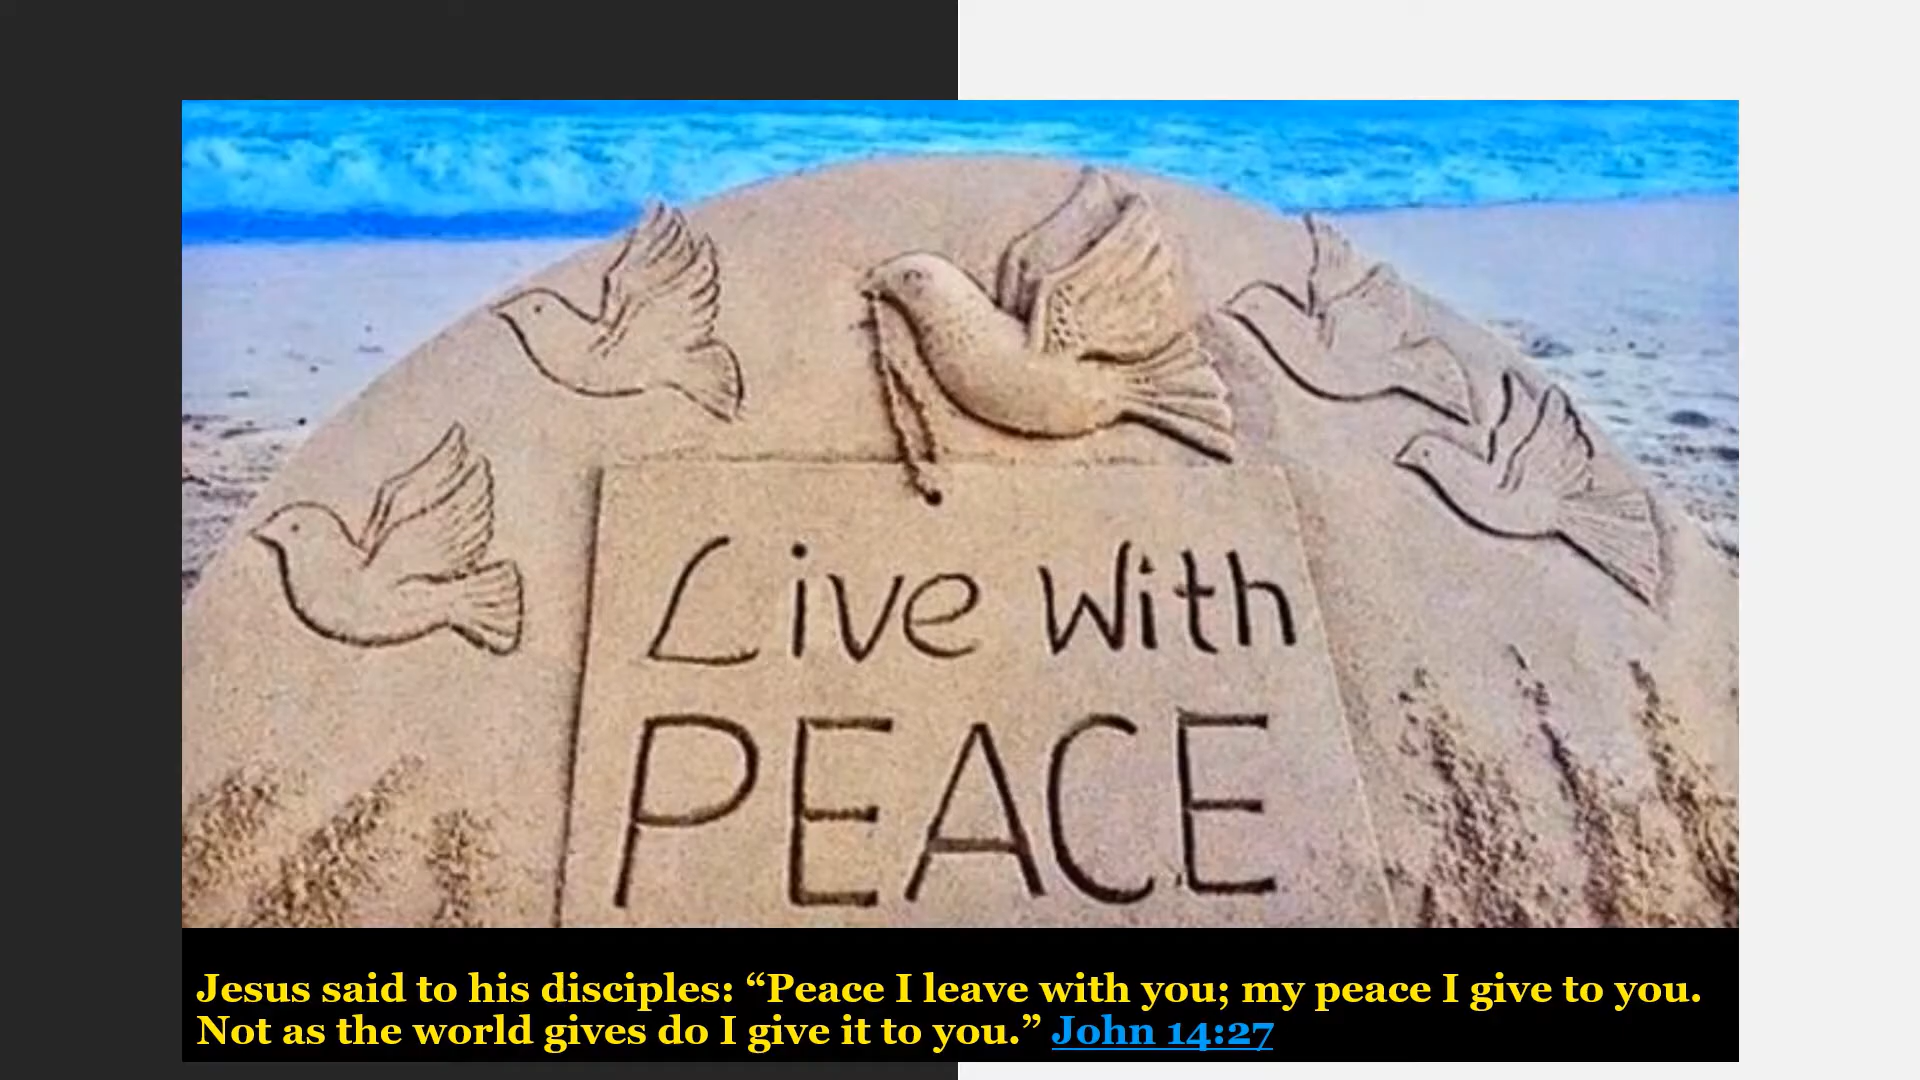 Live With
PEACE
Jesus said to his disciples: “Peace I leave with you; my peace I give to you.
Not as the world gives do I give it to you.” John 14:27